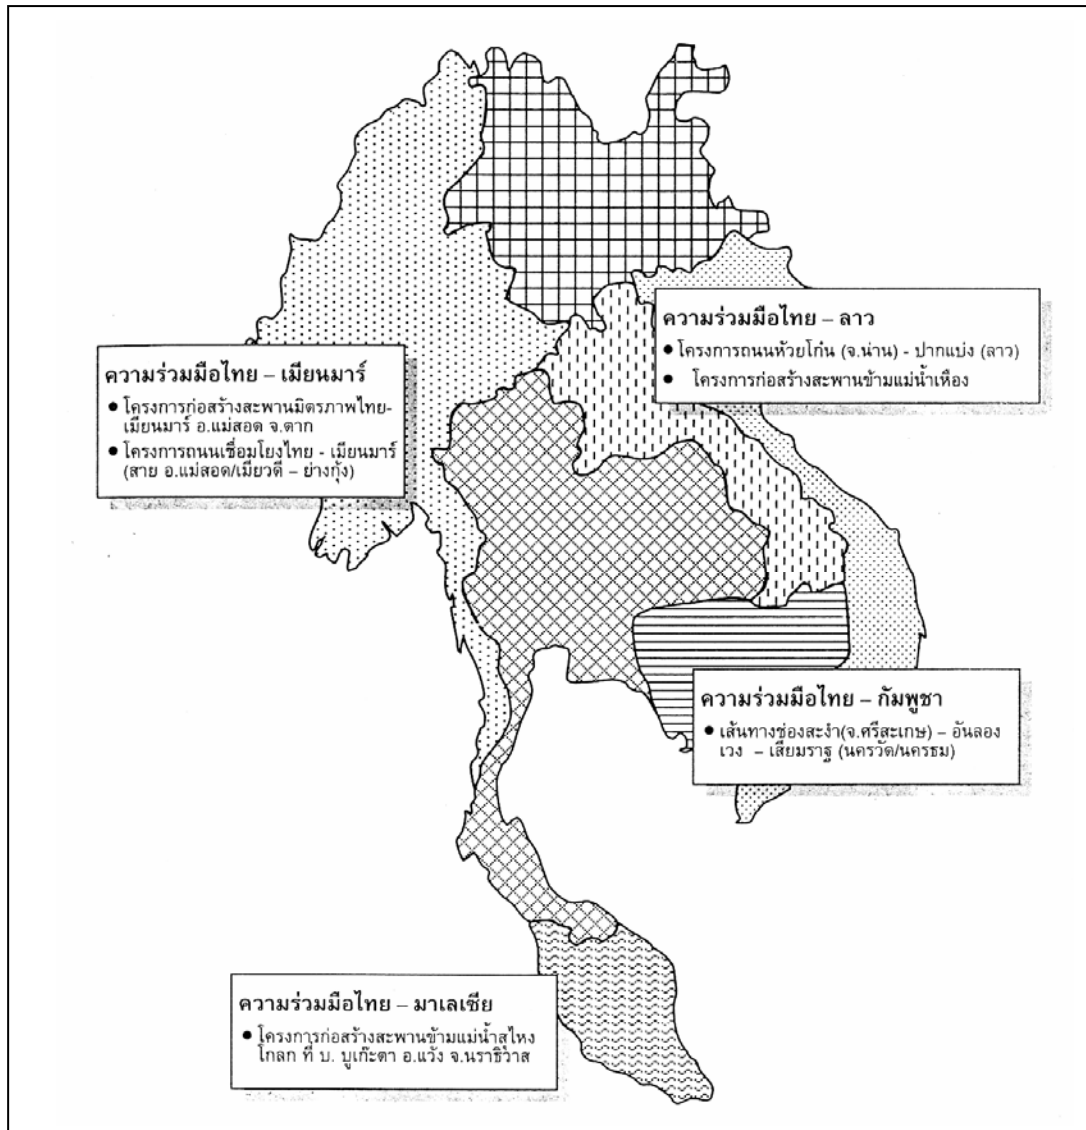 ความร่วมมือไทย – ลาว
● โครงการถนนห้วยโก๋น (จ.น่าน) - ปากแบ่ง (ลาว)
● โครงการก่อสร้างสะพานข้ามแม่น้ำเหือง
ความร่วมมือไทย – เมียนมาร์
● โครงการก่อสร้างสะพานมิตรภาพไทย-
เมียนมาร์ อ.แม่สอด จ.ตาก
● โครงการถนนเชื่อมโยงไทย - เมียนมาร์
(สาย อ.แม่สอด/เมียวดี – ย่างกุ้ง)
ความร่วมมือไทย – กัมพูชา
● เส้นทางช่องสะงำ(จ.ศรีสะเกษ) – อันลอง
เวง – เสียมราฐ (นครวัด/นครธม)
ความร่วมมือไทย – มาเลเซีย
● โครงการก่อสร้างสะพานข้ามแม่น้ำสุไหง
โกลก ที่ บ. บูเก๊ะตา อ.แว้ง จ.นราธิวาส